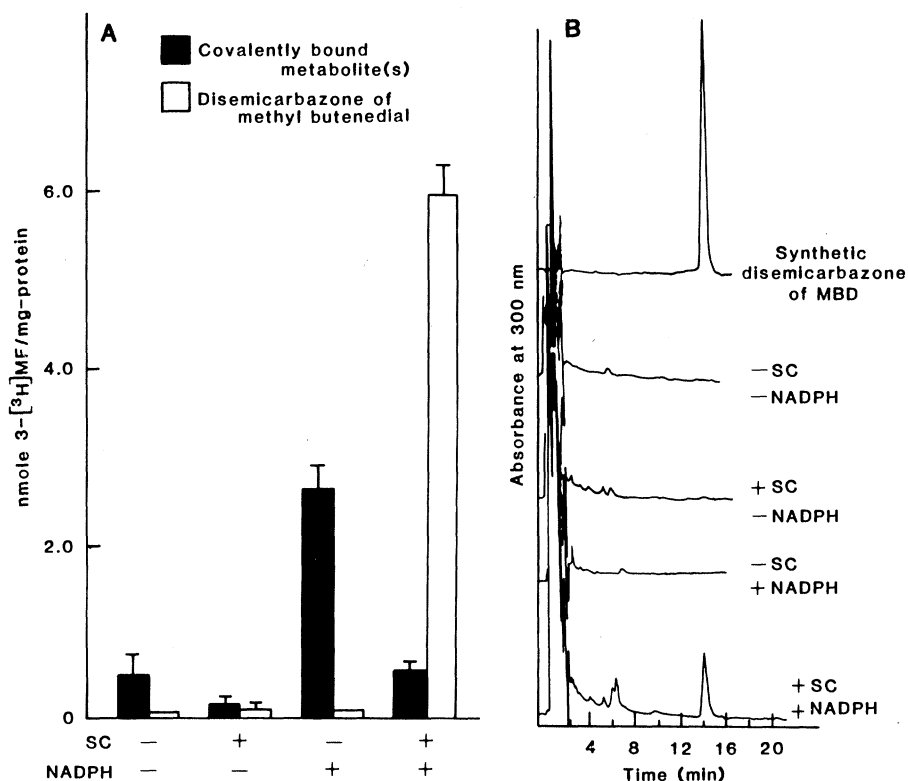 A
Covalently bound
metabolite(s)
Disemicarbazone of
methyl butenedial
nmole 3-[³H]MF/mg-protein
6.0
4.0
2.0
0
SC − + − +
NADPH − − + +
B
Absorbance at 300 nm
Synthetic
disemicarbazone
of MBD
− SC
− NADPH
+ SC
− NADPH
− SC
+ NADPH
+ SC
+ NADPH
4 8 12 16 20
Time (min)